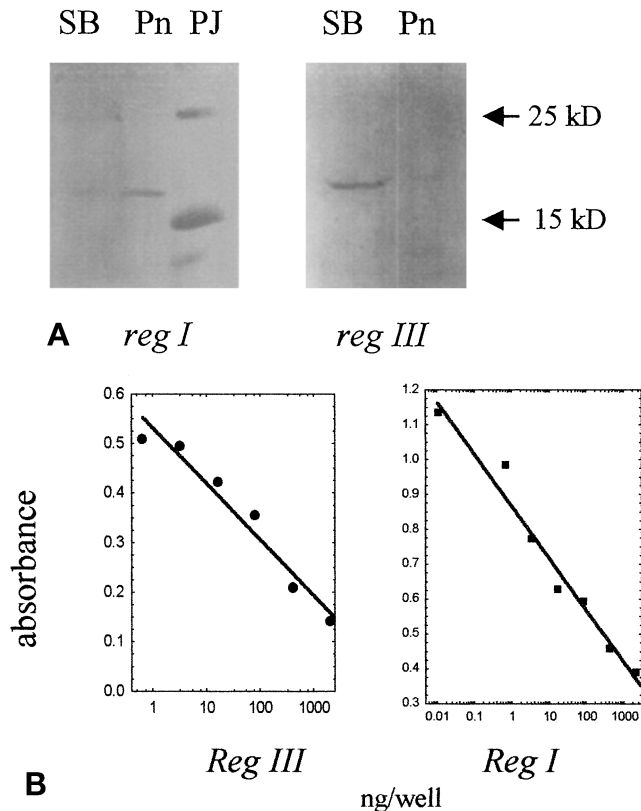 SB Pn PJ SB Pn
25 kD
15 kD
A reg I reg III
absorbance
0.6
0.5
0.4
0.3
0.2
0.1
0.0
1 10 100 1000
1.2
1.1
1.0
0.9
0.8
0.7
0.6
0.5
0.4
0.3
0.01 0.1 1 10 100 1000
Reg III Reg I
B ng/well